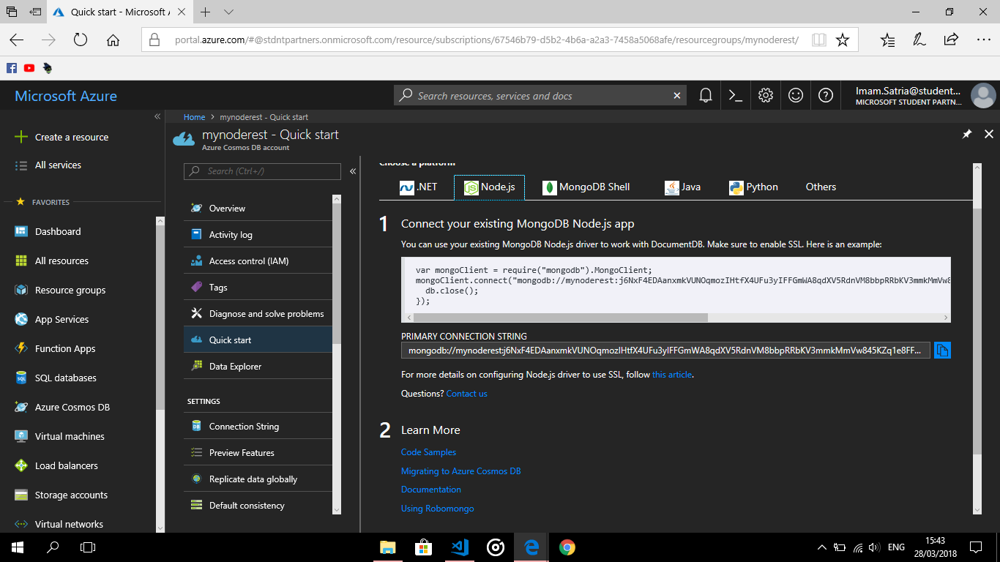 Quick start - Microsoft A
portal.azure.com/#@stdntpartners.onmicrosoft.com/resource/subscriptions/67546b79-d5b2-4b6a-a2a3-7458a5068afe/resourcegroups/mynoderest/
Microsoft Azure
Search resources, services and docs
Imam.Satria@student...
MICROSOFT STUDENT PARTN...
Create a resource
All services
FAVORITES
Dashboard
All resources
Resource groups
App Services
Function Apps
SQL databases
Azure Cosmos DB
Virtual machines
Load balancers
Storage accounts
Virtual networks
Home > mynoderest - Quick start
mynoderest - Quick start
Azure Cosmos DB account
Search (Ctrl+/)
Overview
Activity log
Access control (IAM)
Tags
Diagnose and solve problems
Quick start
Data Explorer
SETTINGS
Connection String
Preview Features
Replicate data globally
Default consistency
Choose a platform
.NET Node.js MongoDB Shell Java Python Others
1 Connect your existing MongoDB Node.js app
You can use your existing MongoDB Node.js driver to work with DocumentDB. Make sure to enable SSL. Here is an example:
var mongoClient = require("mongodb").MongoClient;
mongoClient.connect("mongodb://mynoderest:j6NxF4EDAanxmkVUNOqmozIHtfX4UFu3yIFFGmWA8qdXV5RdnVM8bbpRRbKV3mmkMmVw8
db.close();
});
PRIMARY CONNECTION STRING
mongodb://mynoderest:j6NxF4EDAanxmkVUNOqmozIHtfX4UFu3yIFFGmWA8qdXV5RdnVM8bbpRRbKV3mmkMmVw845KZq1e8FF...
For more details on configuring Node.js driver to use SSL, follow this article.
Questions? Contact us
2 Learn More
Code Samples
Migrating to Azure Cosmos DB
Documentation
Using Robomongo
ENG
15:43
28/03/2018